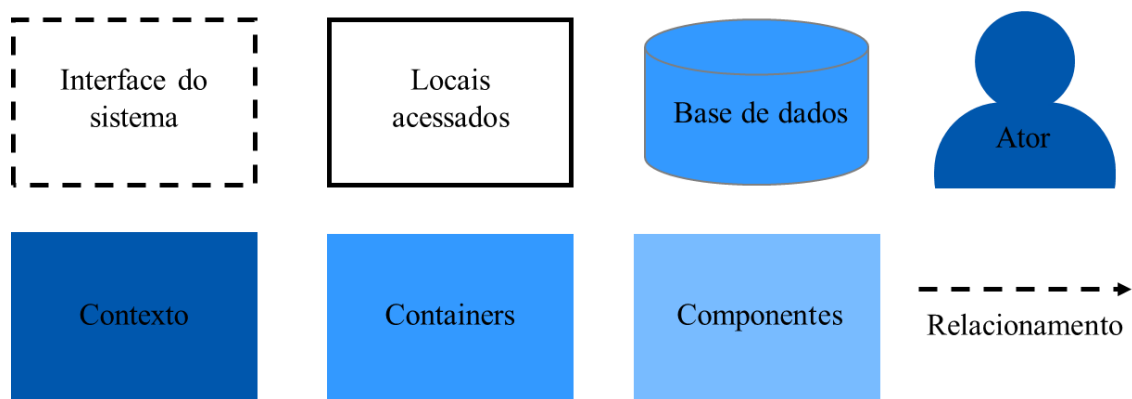 Interface do
sistema
Locais
acessados
Base de dados
Ator
Contexto
Containers
Componentes
Relacionamento